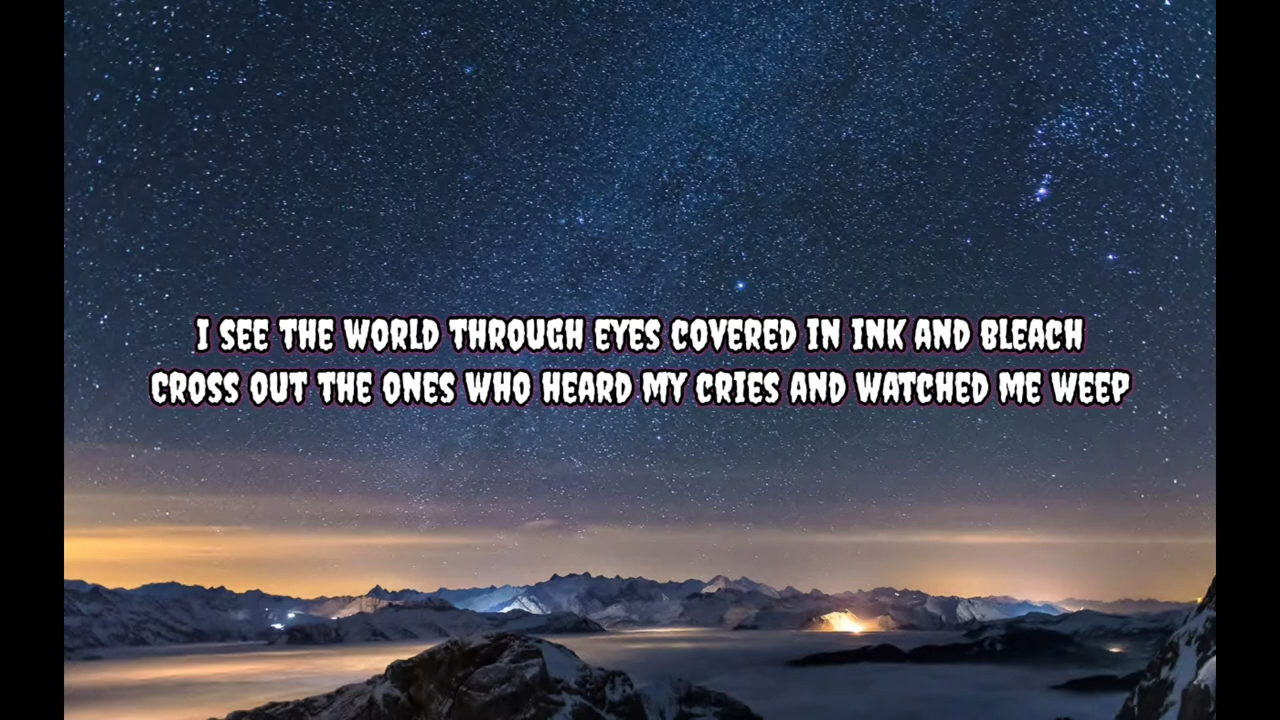 I SEE THE WORLD THROUGH EYES COVERED IN INK AND BLEACH
CROSS OUT THE ONES WHO HEARD MY CRIES AND WATCHED ME WEEP